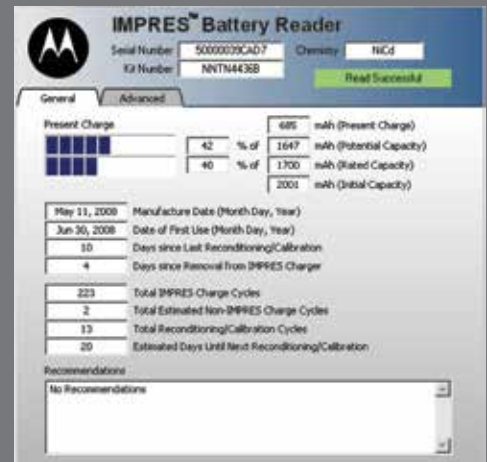 IMPRES™ Battery Reader
Serial Number 50000039CAD7 Chemistry NiCd
Kit Number NNTN4436B
Read Successful
General Advanced
Present Charge
685 mAh (Present Charge)
42 % of 1647 mAh (Potential Capacity)
40 % of 1700 mAh (Rated Capacity)
2001 mAh (Initial Capacity)
May 11, 2008 Manufacture Date (Month Day, Year)
Jun 30, 2008 Date of First Use (Month Day, Year)
10 Days since Last Reconditioning/Calibration
4 Days since Removal from IMPRES Charger
223 Total IMPRES Charge Cycles
2 Total Estimated Non-IMPRES Charge Cycles
13 Total Reconditioning/Calibration Cycles
20 Estimated Days Until Next Reconditioning/Calibration
Recommendations
No Recommendations